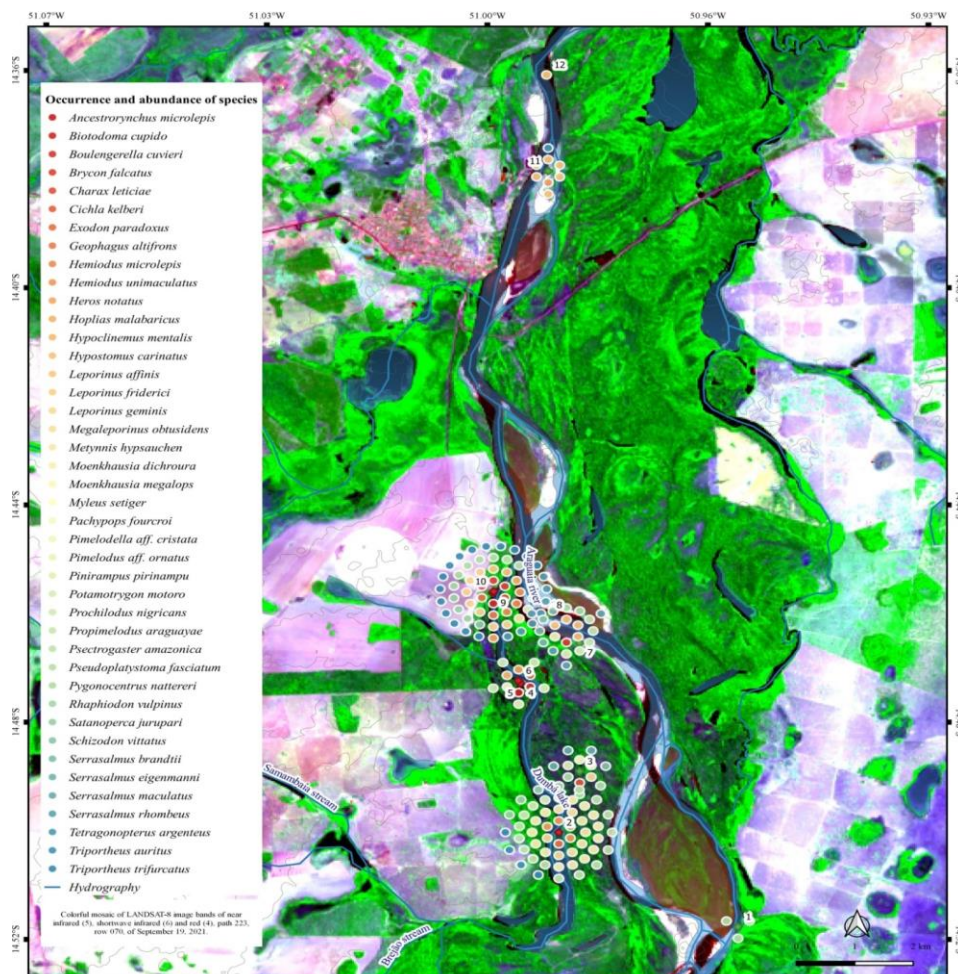 51.07°W 51.03°W 51.00°W 50.96°W 50.93°W
14.36°S
14.40°S
14.44°S
14.48°S
14.52°S
Occurrence and abundance of species
Ancestrorynchus microlepis
Biotodoma cupido
Boulengerella cuvieri
Brycon falcatus
Charax leticiae
Cichla kelberi
Exodon paradoxus
Geophagus altifrons
Hemiodus microlepis
Hemiodus unimaculatus
Heros notatus
Hoplias malabaricus
Hypoclinemus mentalis
Hypostomus carinatus
Leporinus affinis
Leporinus friderici
Leporinus geminis
Megaleporinus obtusidens
Metynnis hypsauchen
Moenkhausia dichroura
Moenkhausia megalops
Myleus setiger
Pachypops fourcroi
Pimelodella aff. cristata
Pimelodus aff. ornatus
Pinirampus pirinampu
Potamotrygon motoro
Prochilodus nigricans
Propimelodus araguayae
Psectrogaster amazonica
Pseudoplatystoma fasciatum
Pygonocentrus nattereri
Rhaphiodon vulpinus
Satanoperca jurupari
Schizodon vittatus
Serrasalmus brandtii
Serrasalmus eigenmanni
Serrasalmus maculatus
Serrasalmus rhombeus
Tetragonopterus argenteus
Triportheus auritus
Triportheus trifurcatus
Hydrography
Colorful mosaic of LANDSAT-8 image bands of near
infrared (5), shortwave infrared (6) and red (4). path 223,
row 070, of September 19, 2021.
12
11
10
9
8
7
6
5
4
3
2
1
Araguaia river
Dumbá lake
Samambaia stream
Brejão stream
0 1 2 km